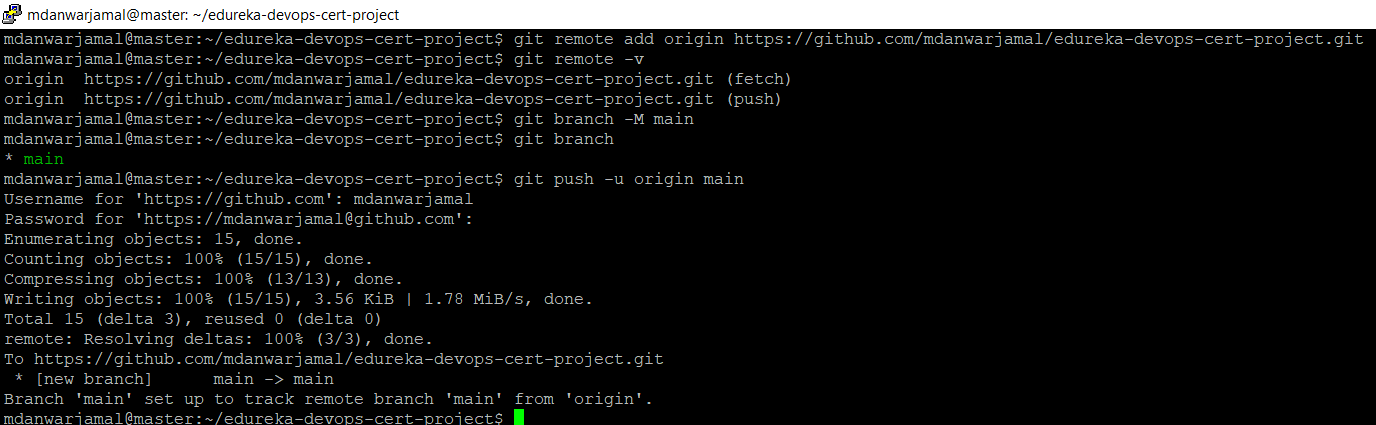 mdanwarjamal@master: ~/edureka-devops-cert-project
mdanwarjamal@master:~/edureka-devops-cert-project$ git remote add origin https://github.com/mdanwarjamal/edureka-devops-cert-project.git
mdanwarjamal@master:~/edureka-devops-cert-project$ git remote -v
origin  https://github.com/mdanwarjamal/edureka-devops-cert-project.git (fetch)
origin  https://github.com/mdanwarjamal/edureka-devops-cert-project.git (push)
mdanwarjamal@master:~/edureka-devops-cert-project$ git branch -M main
mdanwarjamal@master:~/edureka-devops-cert-project$ git branch
* main
mdanwarjamal@master:~/edureka-devops-cert-project$ git push -u origin main
Username for 'https://github.com': mdanwarjamal
Password for 'https://mdanwarjamal@github.com':
Enumerating objects: 15, done.
Counting objects: 100% (15/15), done.
Compressing objects: 100% (13/13), done.
Writing objects: 100% (15/15), 3.56 KiB | 1.78 MiB/s, done.
Total 15 (delta 3), reused 0 (delta 0)
remote: Resolving deltas: 100% (3/3), done.
To https://github.com/mdanwarjamal/edureka-devops-cert-project.git
 * [new branch]      main -> main
Branch 'main' set up to track remote branch 'main' from 'origin'.
mdanwarjamal@master:~/edureka-devops-cert-project$